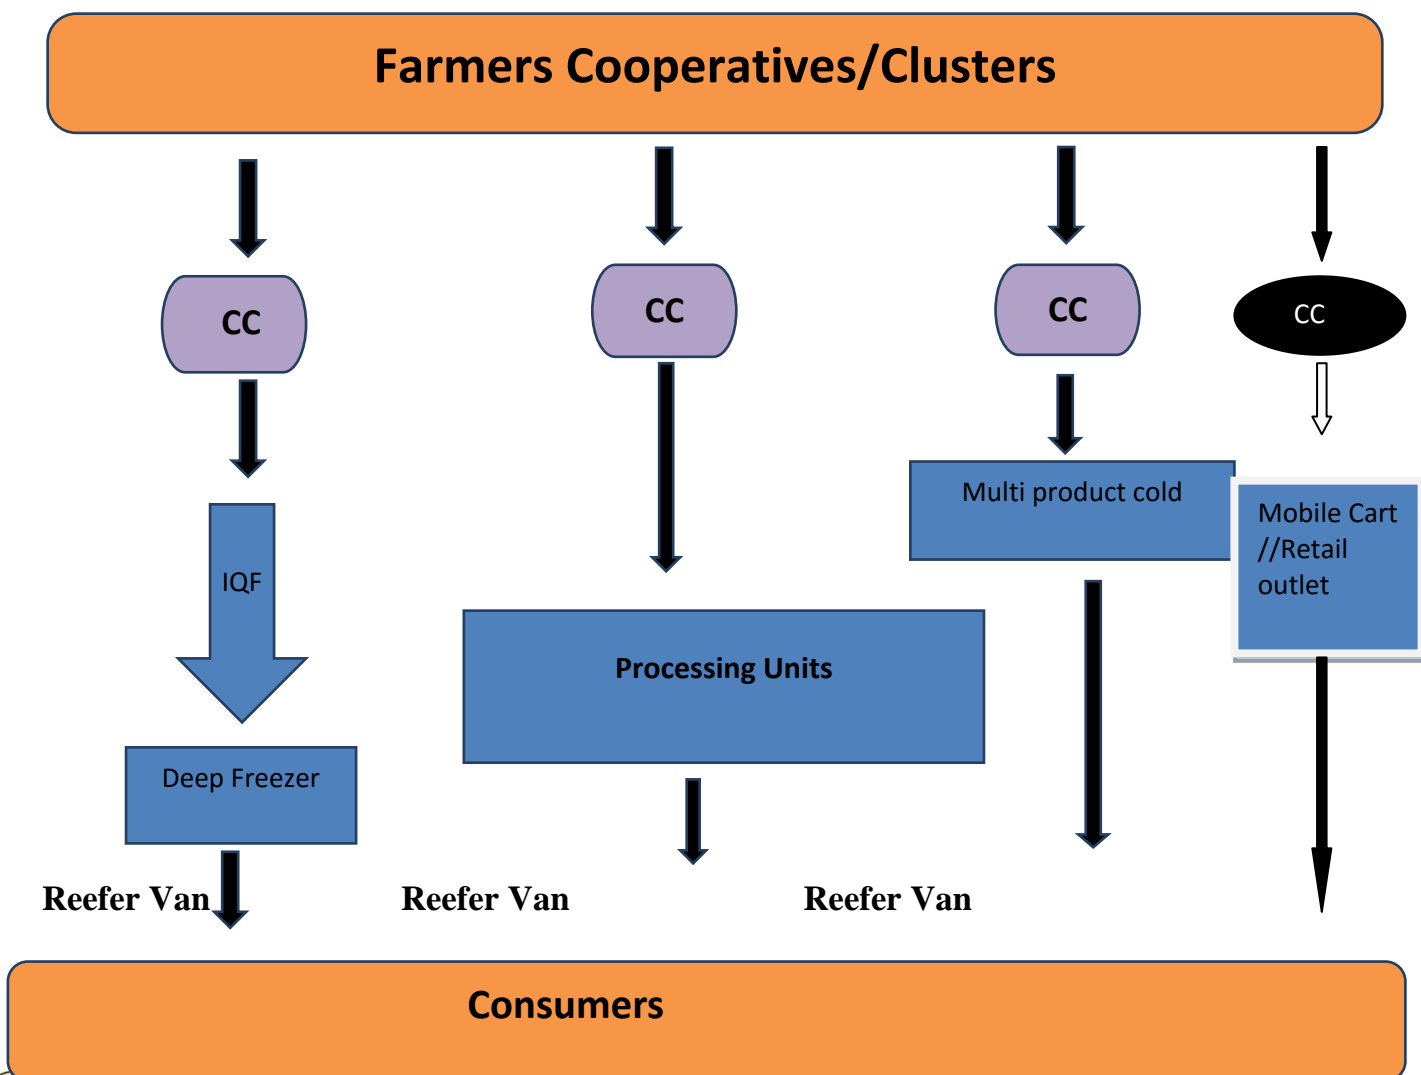 Farmers Cooperatives/Clusters
CC
CC
CC
CC
Multi product cold
Mobile Cart
//Retail
outlet
IQF
Processing Units
Deep Freezer
Reefer Van
Reefer Van
Reefer Van
Consumers